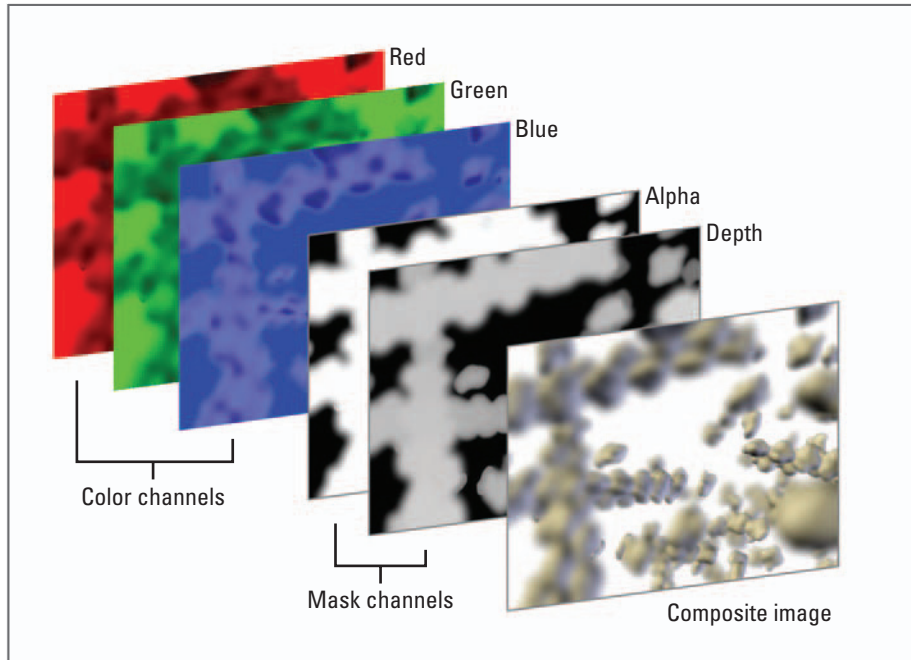 Red
Green
Blue
Alpha
Depth
Color channels
Mask channels
Composite image